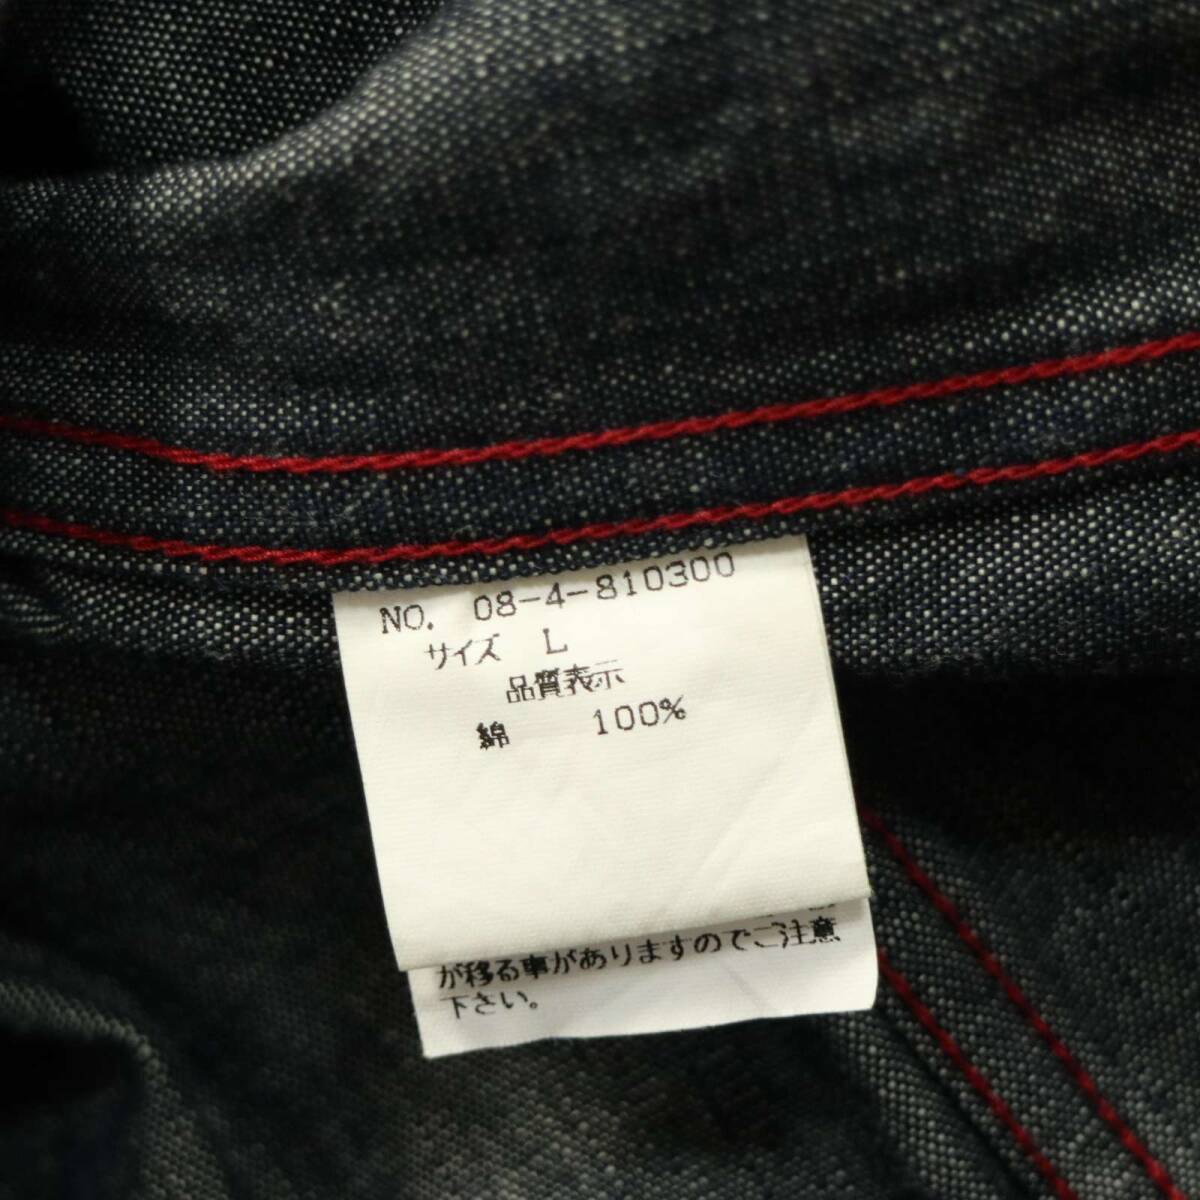 NO. 08-4-810300
サイズ L
品質表示
綿 100%
が移る事がありますのでご注意
下さい。